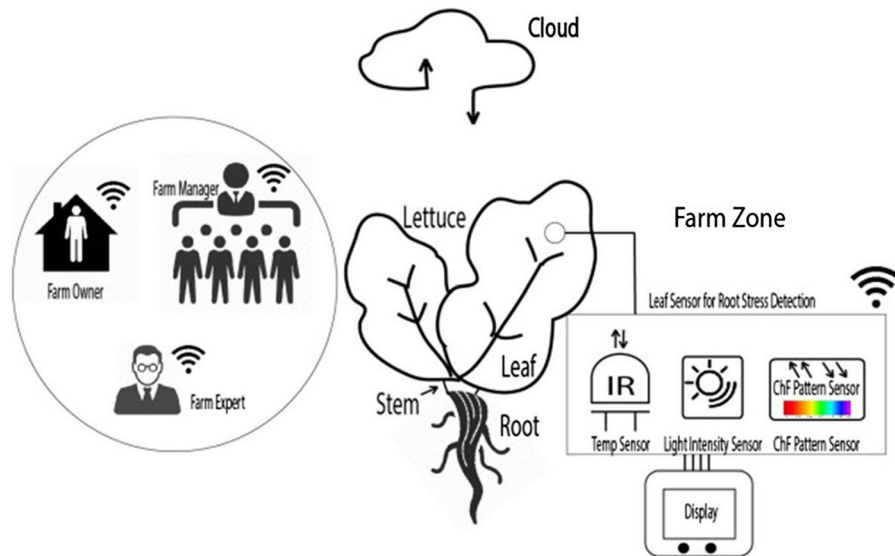 Cloud
Farm Manager
Farm Owner
Farm Expert
Lettuce
Leaf
Stem
Root
Farm Zone
Leaf Sensor for Root Stress Detection
IR
ChF Pattern Sensor
Temp Sensor
Light Intensity Sensor
ChF Pattern Sensor
Display